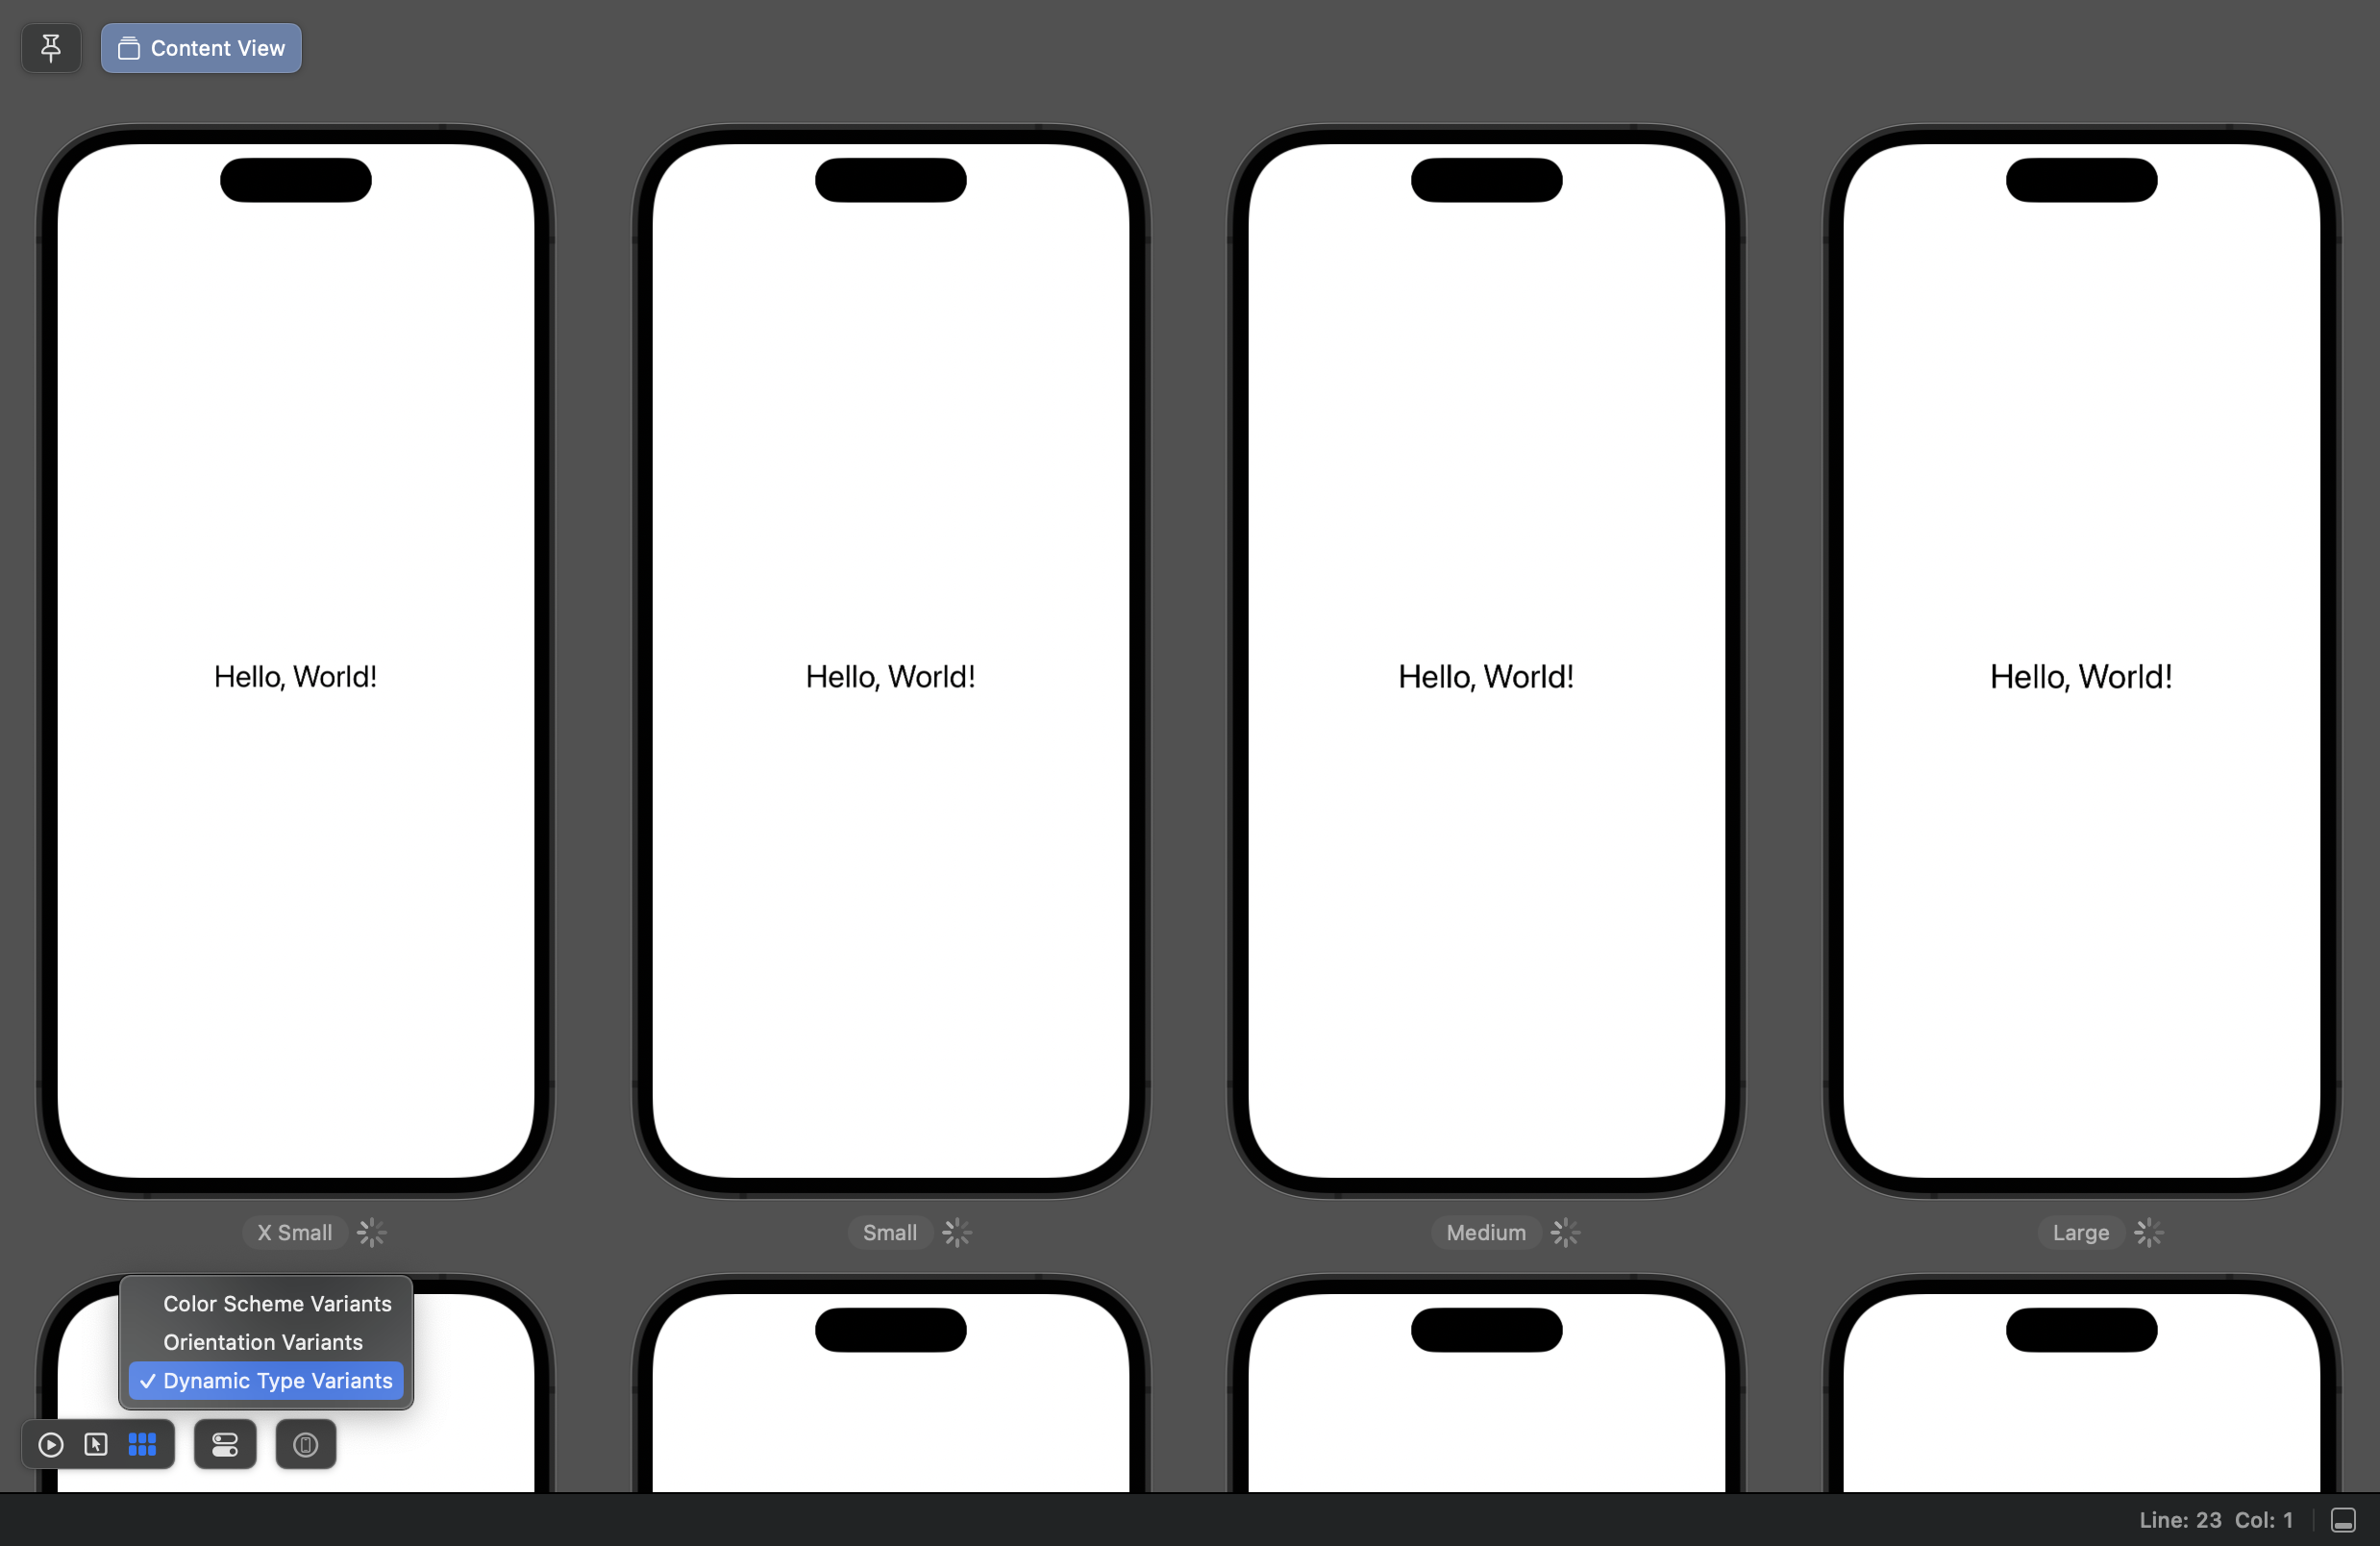 Content View
Hello, World!
Hello, World!
Hello, World!
Hello, World!
X Small
Small
Medium
Large
Color Scheme Variants
Orientation Variants
✓ Dynamic Type Variants
Line: 23 Col: 1